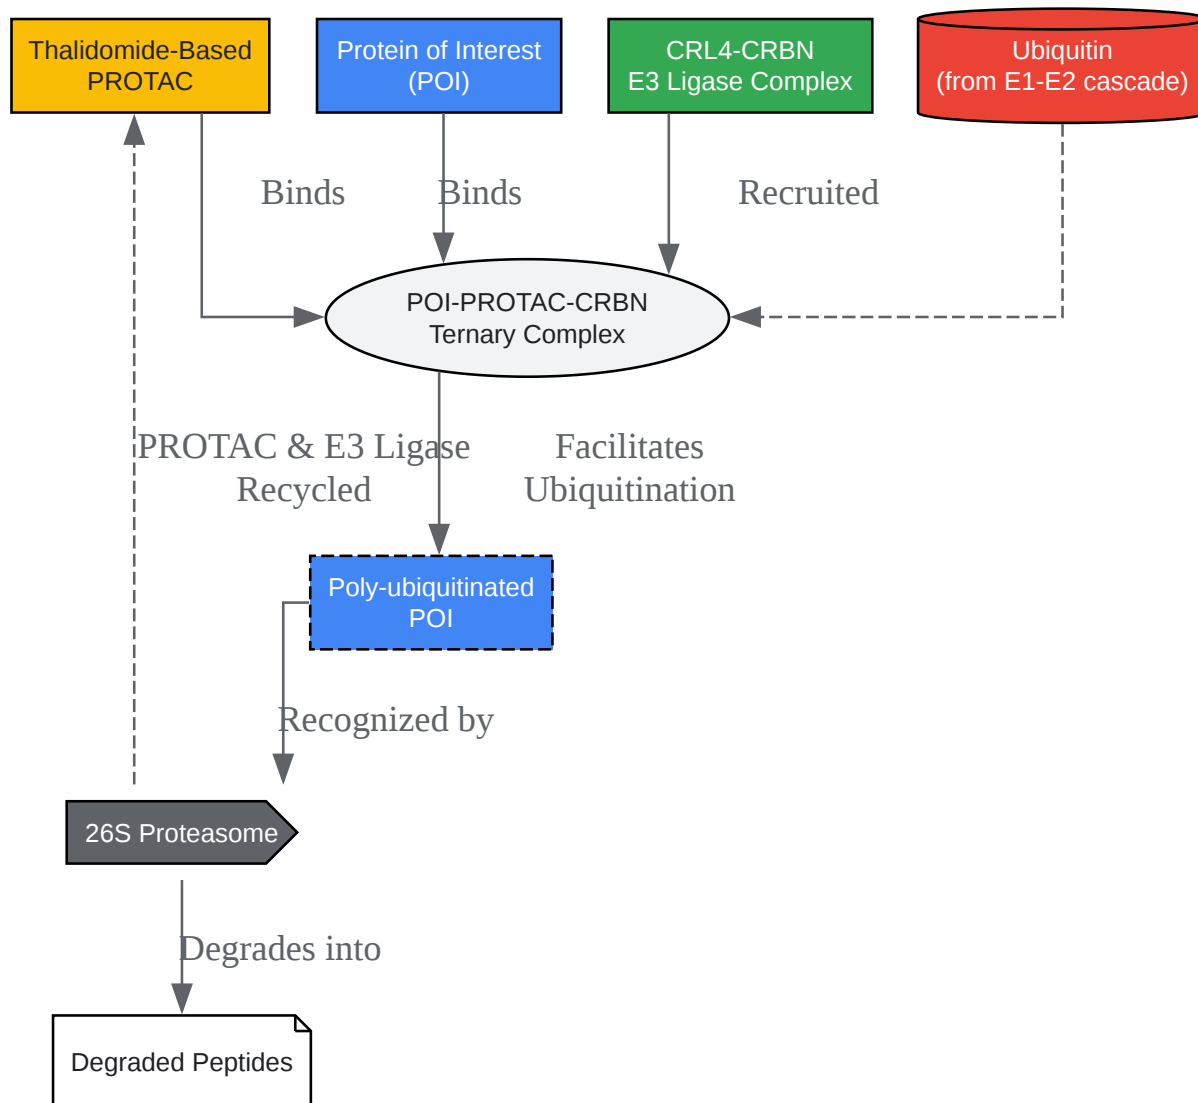 Thalidomide-Based
PROTAC
Protein of Interest
(POI)
CRL4-CRBN
E3 Ligase Complex
Ubiquitin
(from E1-E2 cascade)
Binds
Binds
Recruited
POI-PROTAC-CRBN
Ternary Complex
PROTAC & E3 Ligase
Recycled
Facilitates
Ubiquitination
Poly-ubiquitinated
POI
Recognized by
26S Proteasome
Degrades into
Degraded Peptides